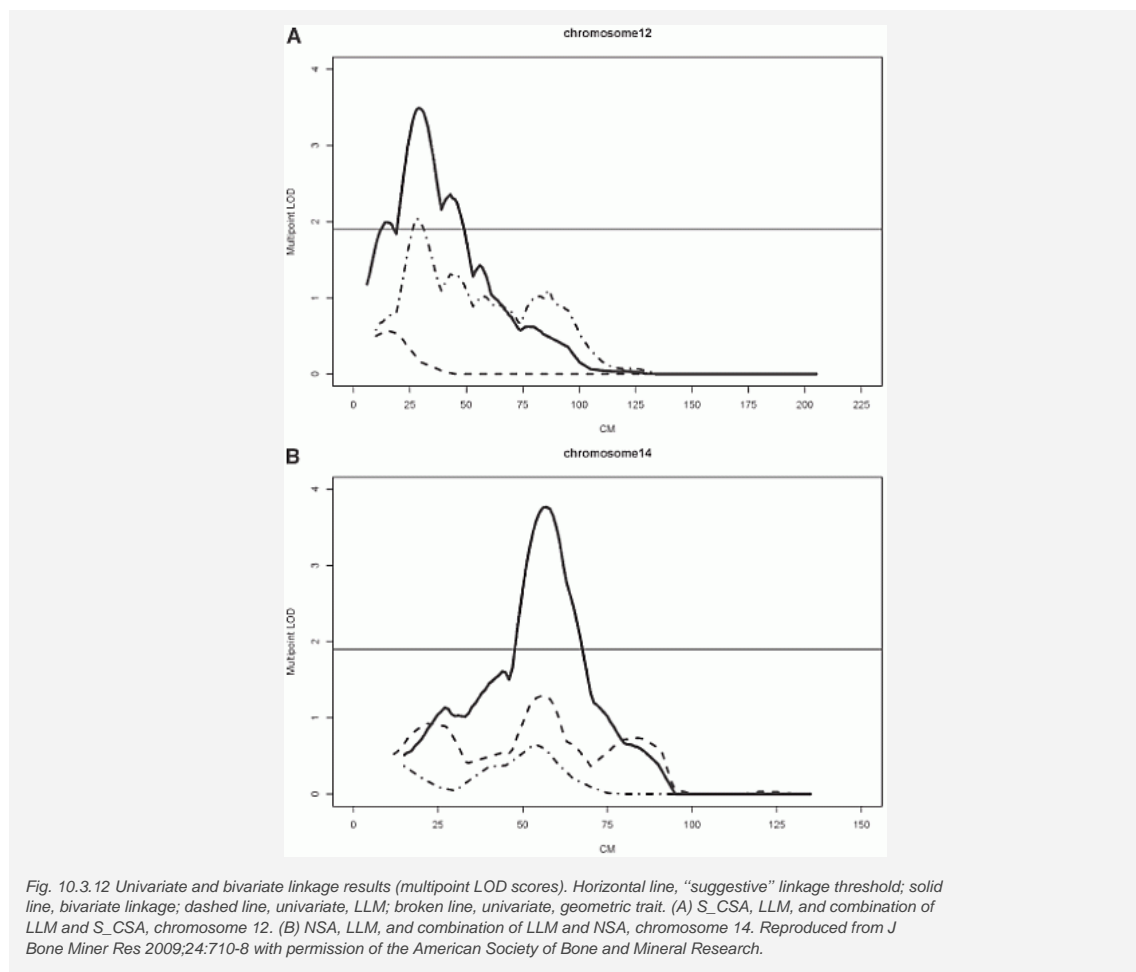 A
chromosome12
Multipoint LOD
4
3
2
1
0
0 25 50 75 100 125 150 175 200 225
CM
B
chromosome14
Multipoint LOD
4
3
2
1
0
0 25 50 75 100 125 150
CM
Fig. 10.3.12 Univariate and bivariate linkage results (multipoint LOD scores). Horizontal line, “suggestive” linkage threshold; solid
line, bivariate linkage; dashed line, univariate, LLM; broken line, univariate, geometric trait. (A) S_CSA, LLM, and combination of
LLM and S_CSA, chromosome 12. (B) NSA, LLM, and combination of LLM and NSA, chromosome 14. Reproduced from J
Bone Miner Res 2009;24:710-8 with permission of the American Society of Bone and Mineral Research.